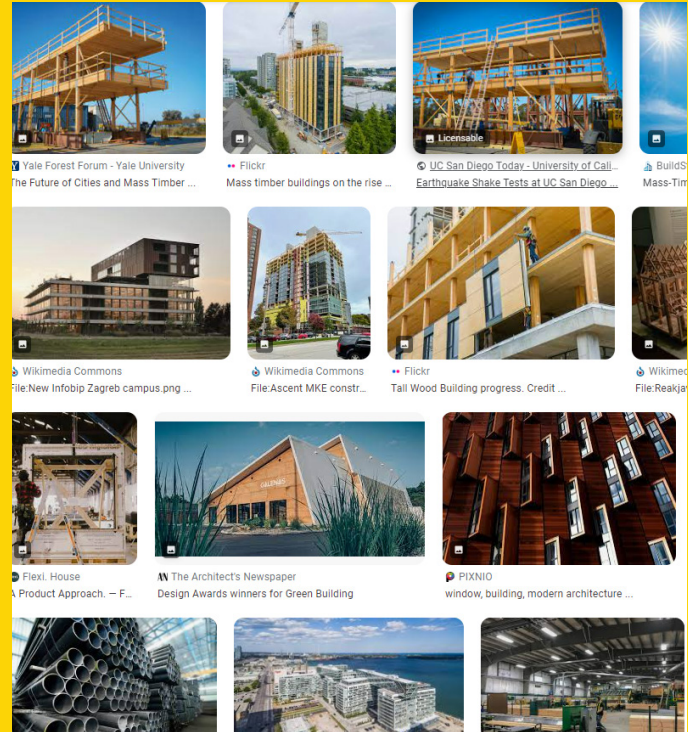 Licensable
Yale Forest Forum - Yale University
The Future of Cities and Mass Timber ...
Flickr
Mass timber buildings on the rise ...
UC San Diego Today - University of Cali...
Earthquake Shake Tests at UC San Diego ...
BuildS
Mass-Tim
Wikimedia Commons
File:New Infobip Zagreb campus.png ...
Wikimedia Commons
File:Ascent MKE constr...
Flickr
Tall Wood Building progress. Credit ...
Wikimed
File:Reakja
GALENAS
Flexi. House
A Product Approach. — F...
The Architect's Newspaper
Design Awards winners for Green Building
PIXNIO
window, building, modern architecture ...